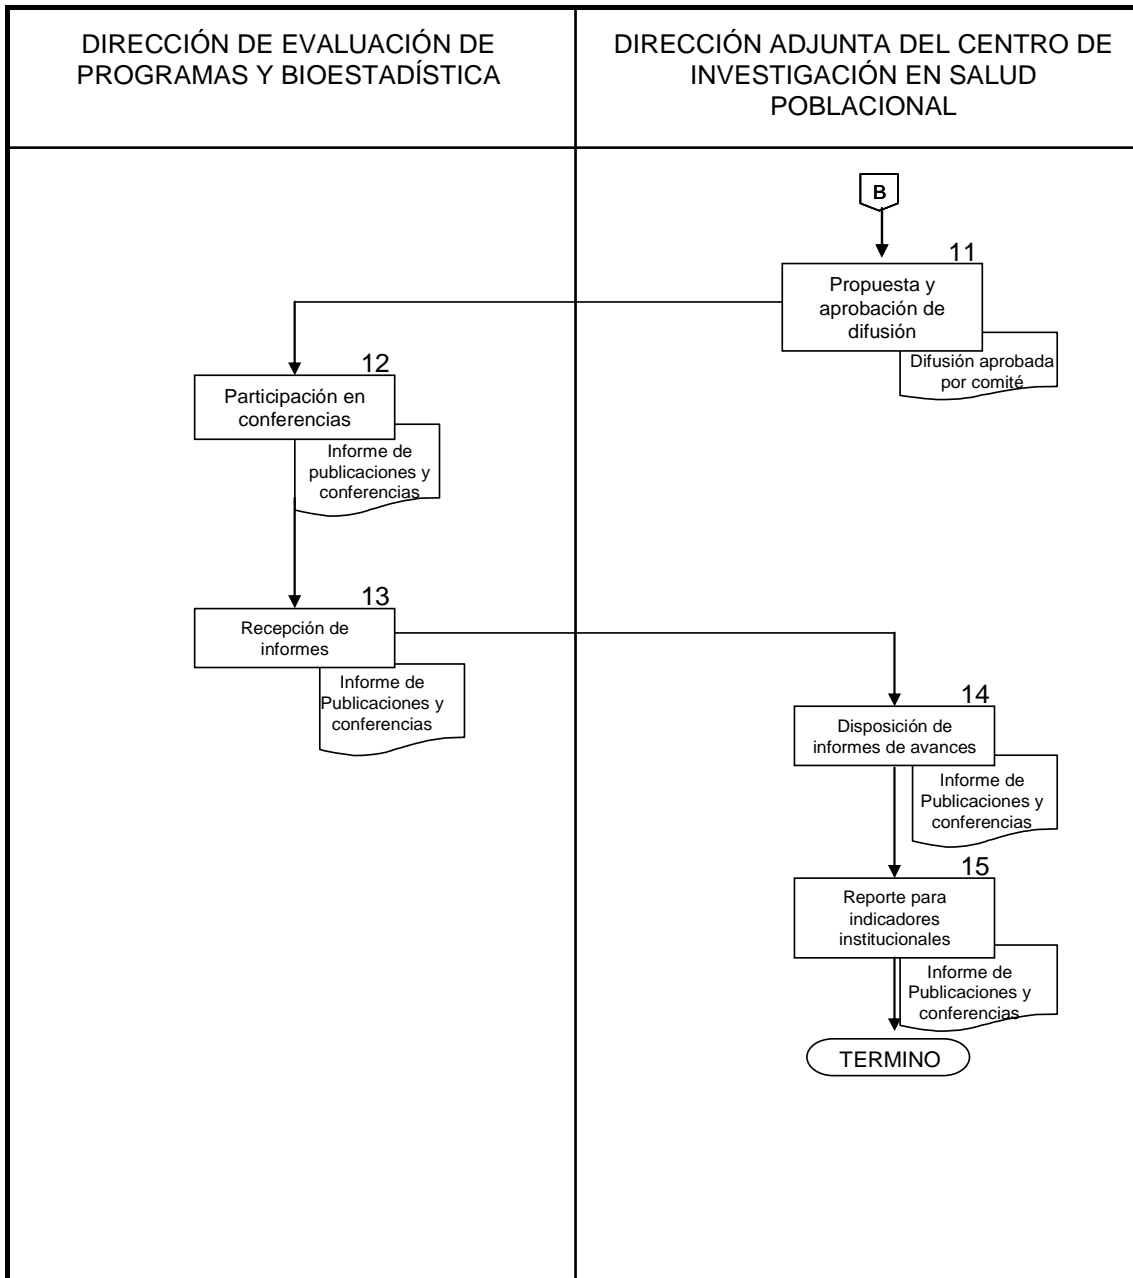 DIRECCIÓN DE EVALUACIÓN DE
PROGRAMAS Y BIOESTADÍSTICA
DIRECCIÓN ADJUNTA DEL CENTRO DE
INVESTIGACIÓN EN SALUD
POBLACIONAL
B
11
Propuesta y
aprobación de
difusión
Difusión aprobada
por comité
12
Participación en
conferencias
Informe de
publicaciones y
conferencias
13
Recepción de
informes
Informe de
Publicaciones y
conferencias
14
Disposición de
informes de avances
Informe de
Publicaciones y
conferencias
15
Reporte para
indicadores
institucionales
Informe de
Publicaciones y
conferencias
TERMINO